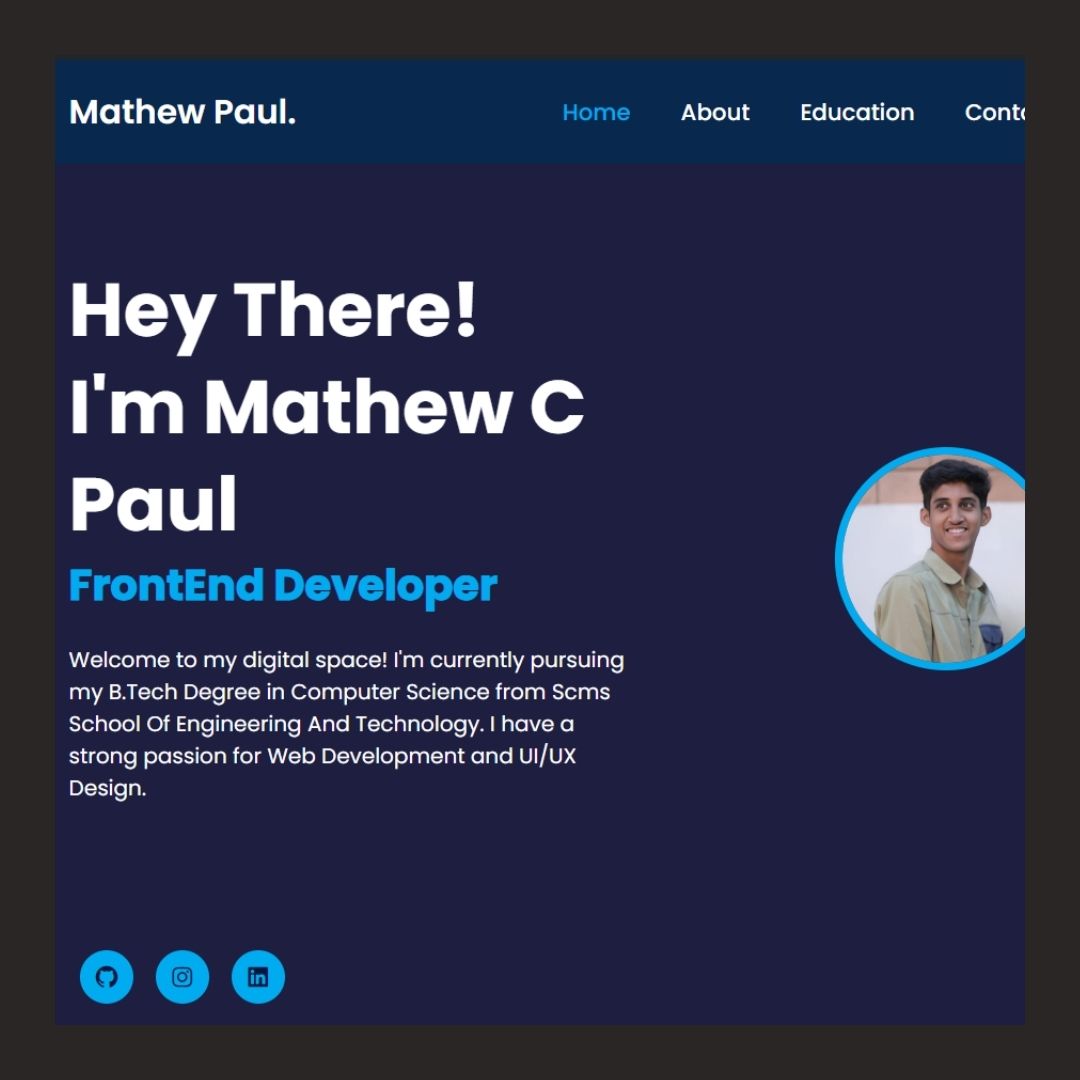 Mathew Paul.
Home About Education Conta
Hey There!
I'm Mathew C
Paul
FrontEnd Developer
Welcome to my digital space! I'm currently pursuing
my B.Tech Degree in Computer Science from Scms
School Of Engineering And Technology. I have a
strong passion for Web Development and UI/UX
Design.
in